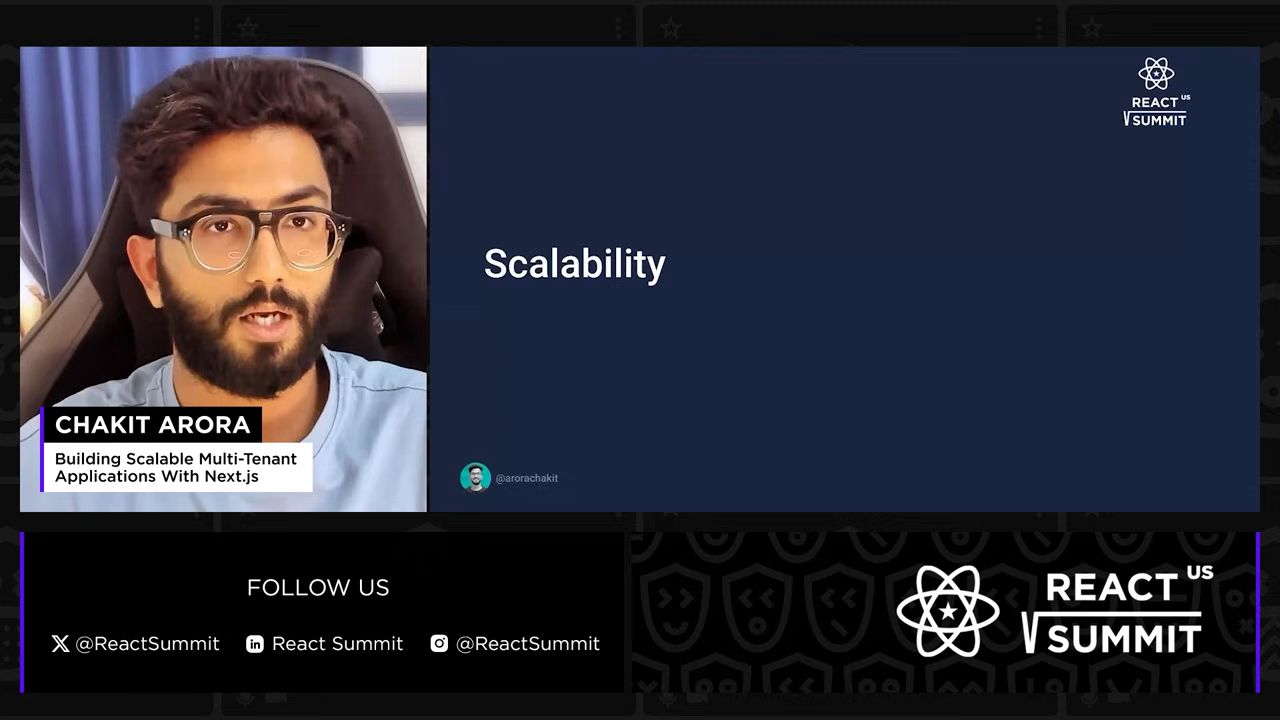 REACT US
SUMMIT
Scalability
@arorachakit
CHAKIT ARORA
Building Scalable Multi-Tenant
Applications With Next.js
FOLLOW US
@ReactSummit
React Summit
@ReactSummit
REACT US
SUMMIT